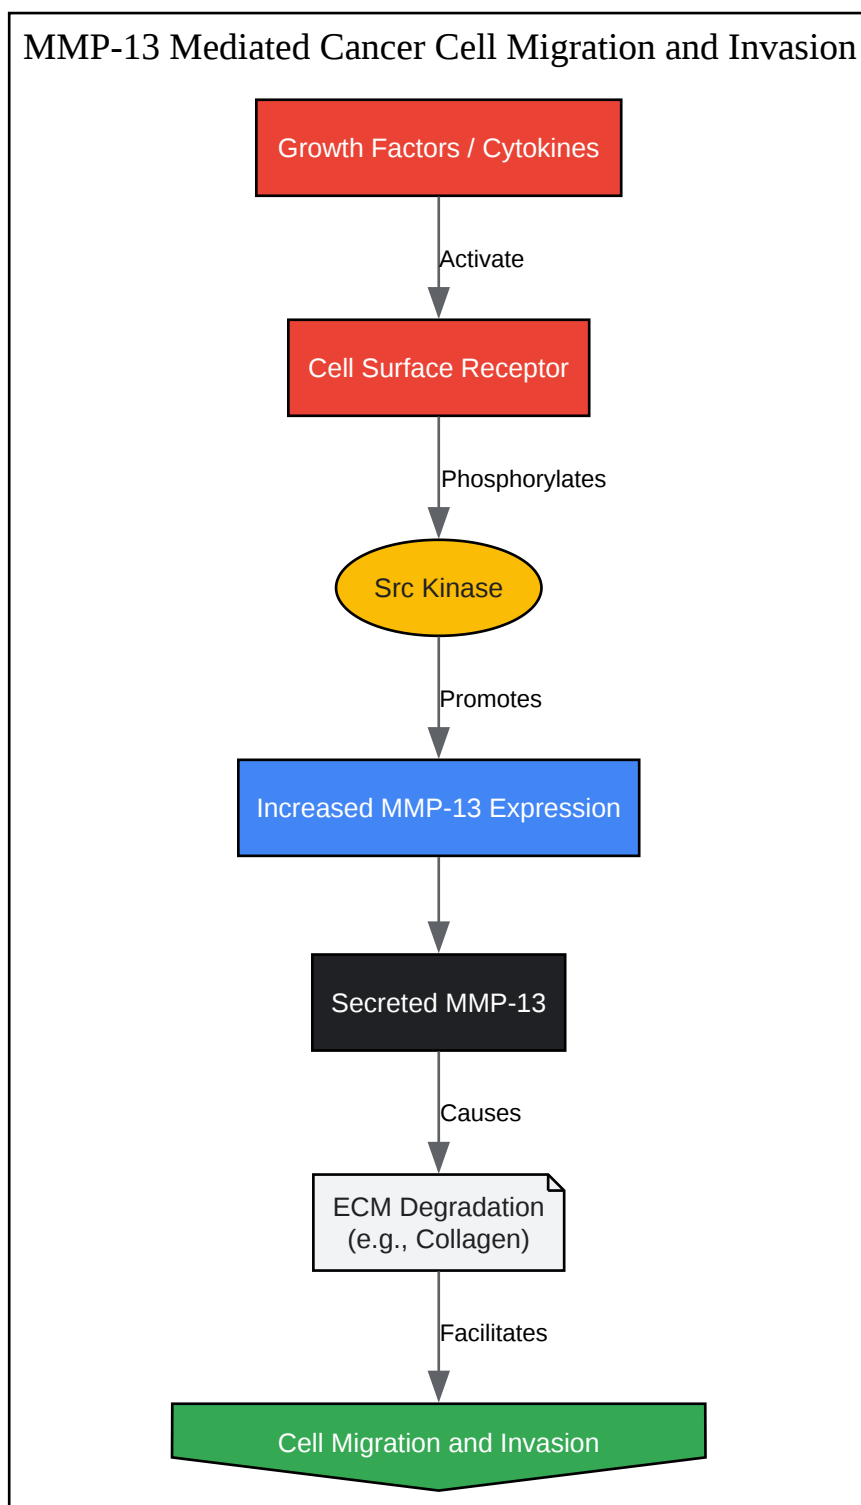 MMP-13 Mediated Cancer Cell Migration and Invasion
Growth Factors / Cytokines
Activate
Cell Surface Receptor
Phosphorylates
Src Kinase
Promotes
Increased MMP-13 Expression
Secreted MMP-13
Causes
ECM Degradation
(e.g., Collagen)
Facilitates
Cell Migration and Invasion